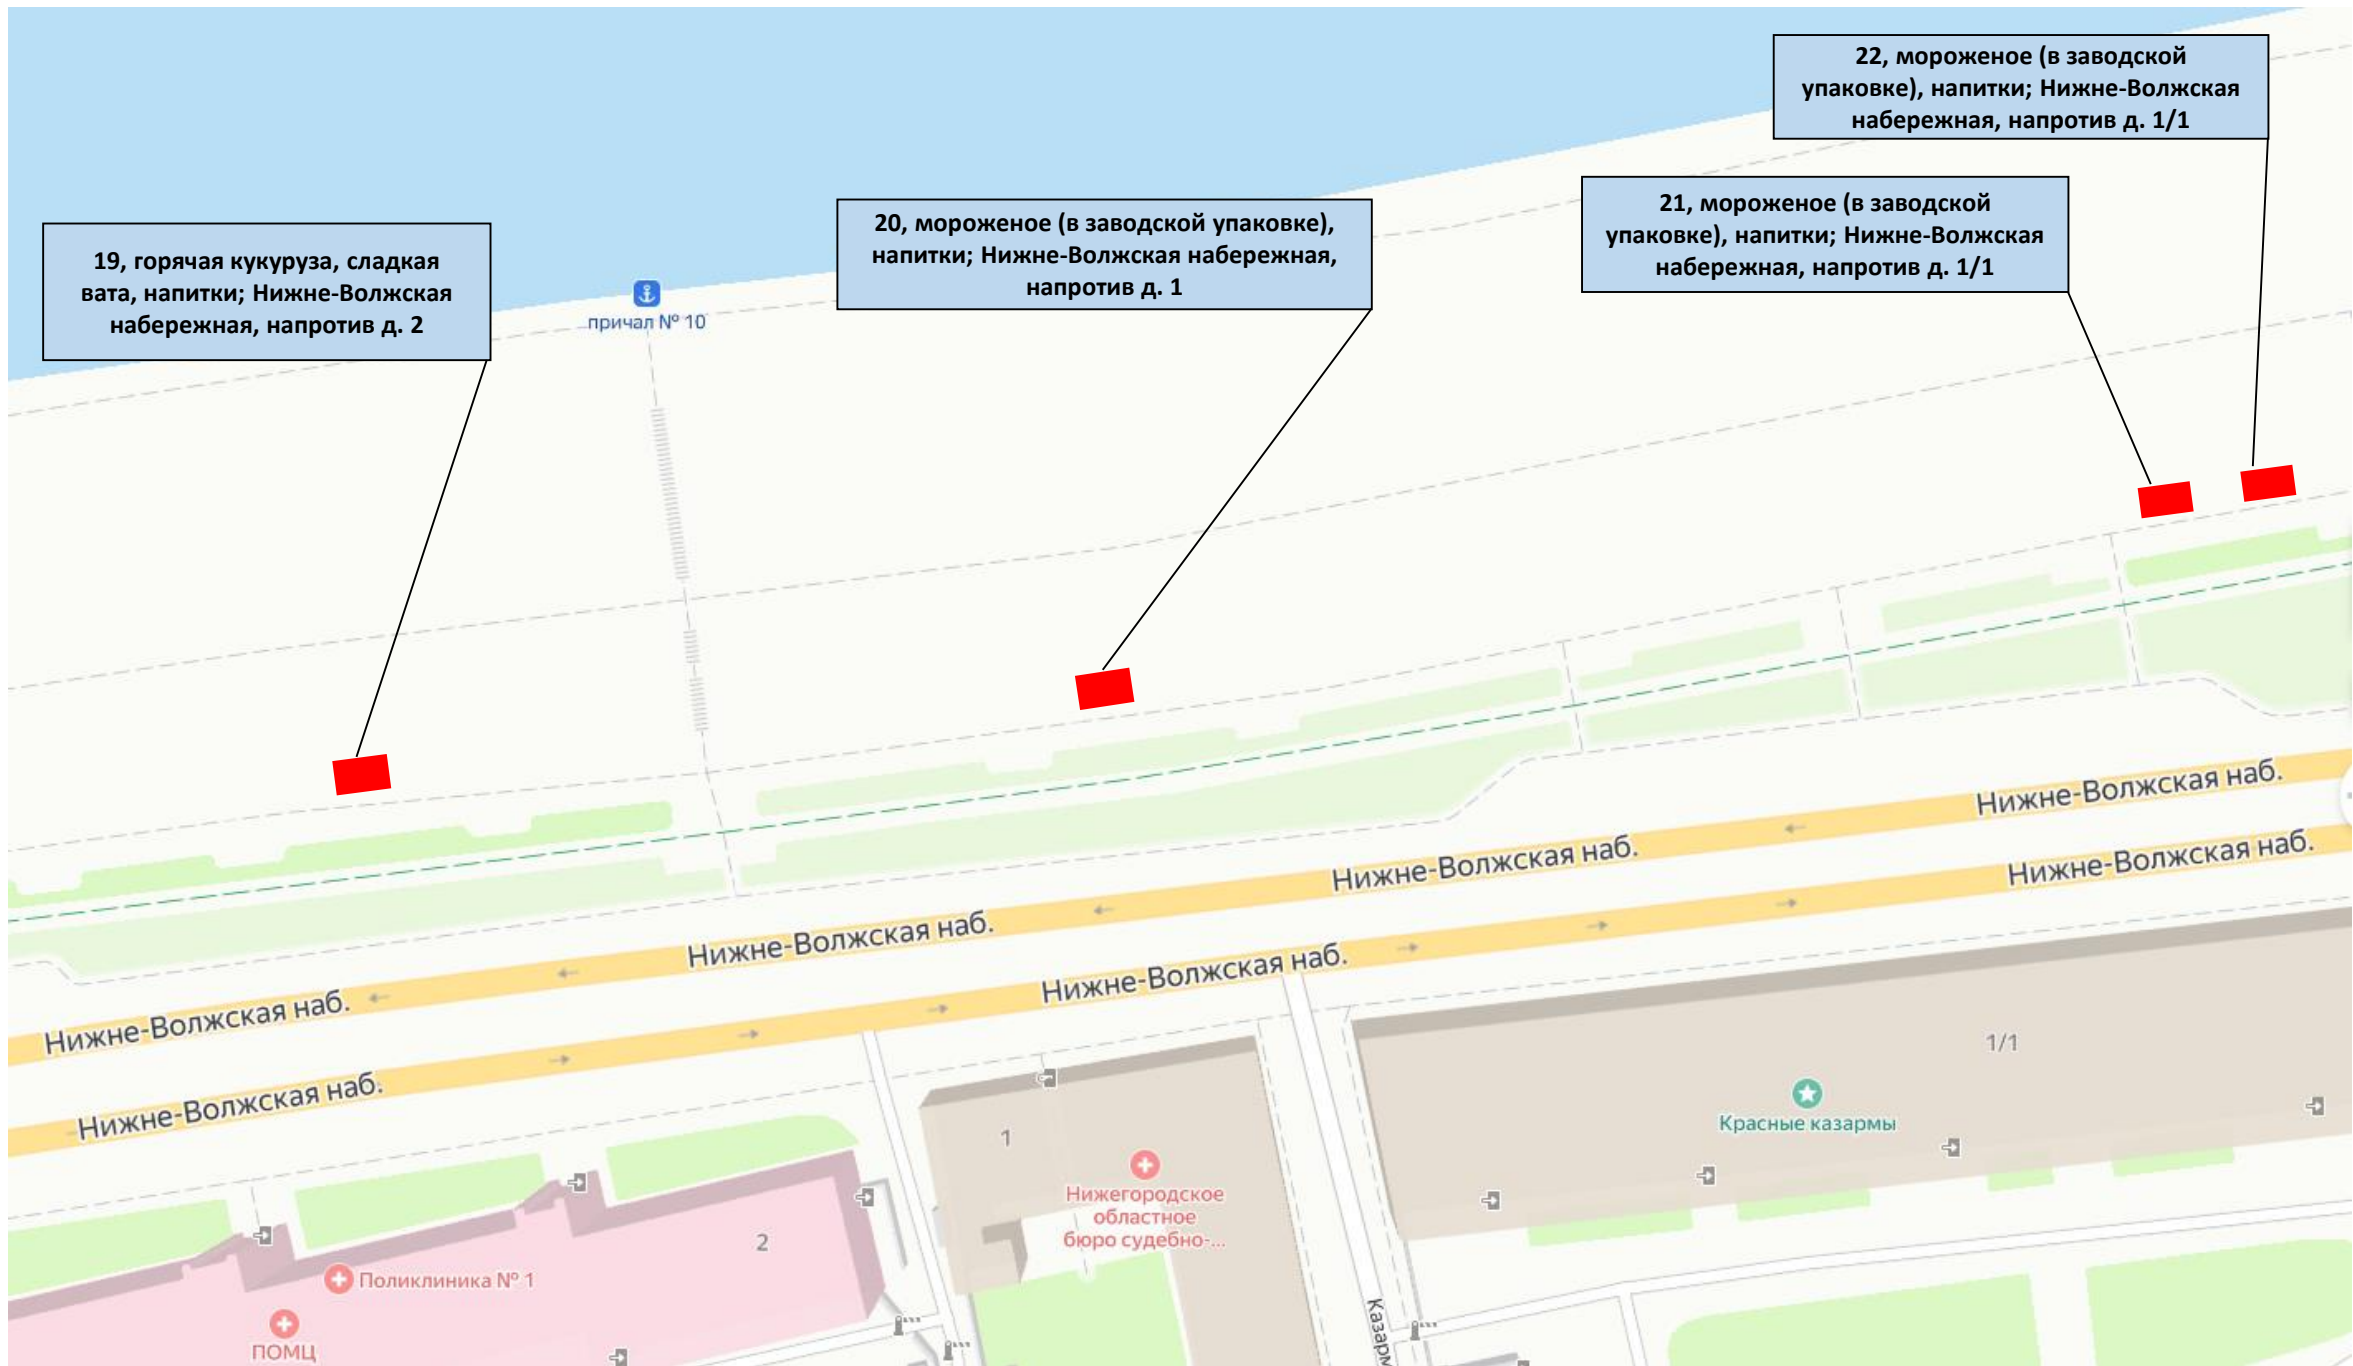 22, мороженое (в заводской
упаковке), напитки; Нижне-Волжская
набережная, напротив д. 1/1
21, мороженое (в заводской
упаковке), напитки; Нижне-Волжская
набережная, напротив д. 1/1
20, мороженое (в заводской упаковке),
напитки; Нижне-Волжская набережная,
напротив д. 1
19, горячая кукуруза, сладкая
вата, напитки; Нижне-Волжская
набережная, напротив д. 2
причал № 10
Нижне-Волжская наб.
Нижне-Волжская наб.
Нижне-Волжская наб.
Нижне-Волжская наб.
Нижне-Волжская наб.
Нижне-Волжская наб.
Нижне-Волжская наб.
1/1
Красные казармы
1
Нижегородское
областное
бюро судебно-...
2
Поликлиника № 1
ПОМЦ
Казарм